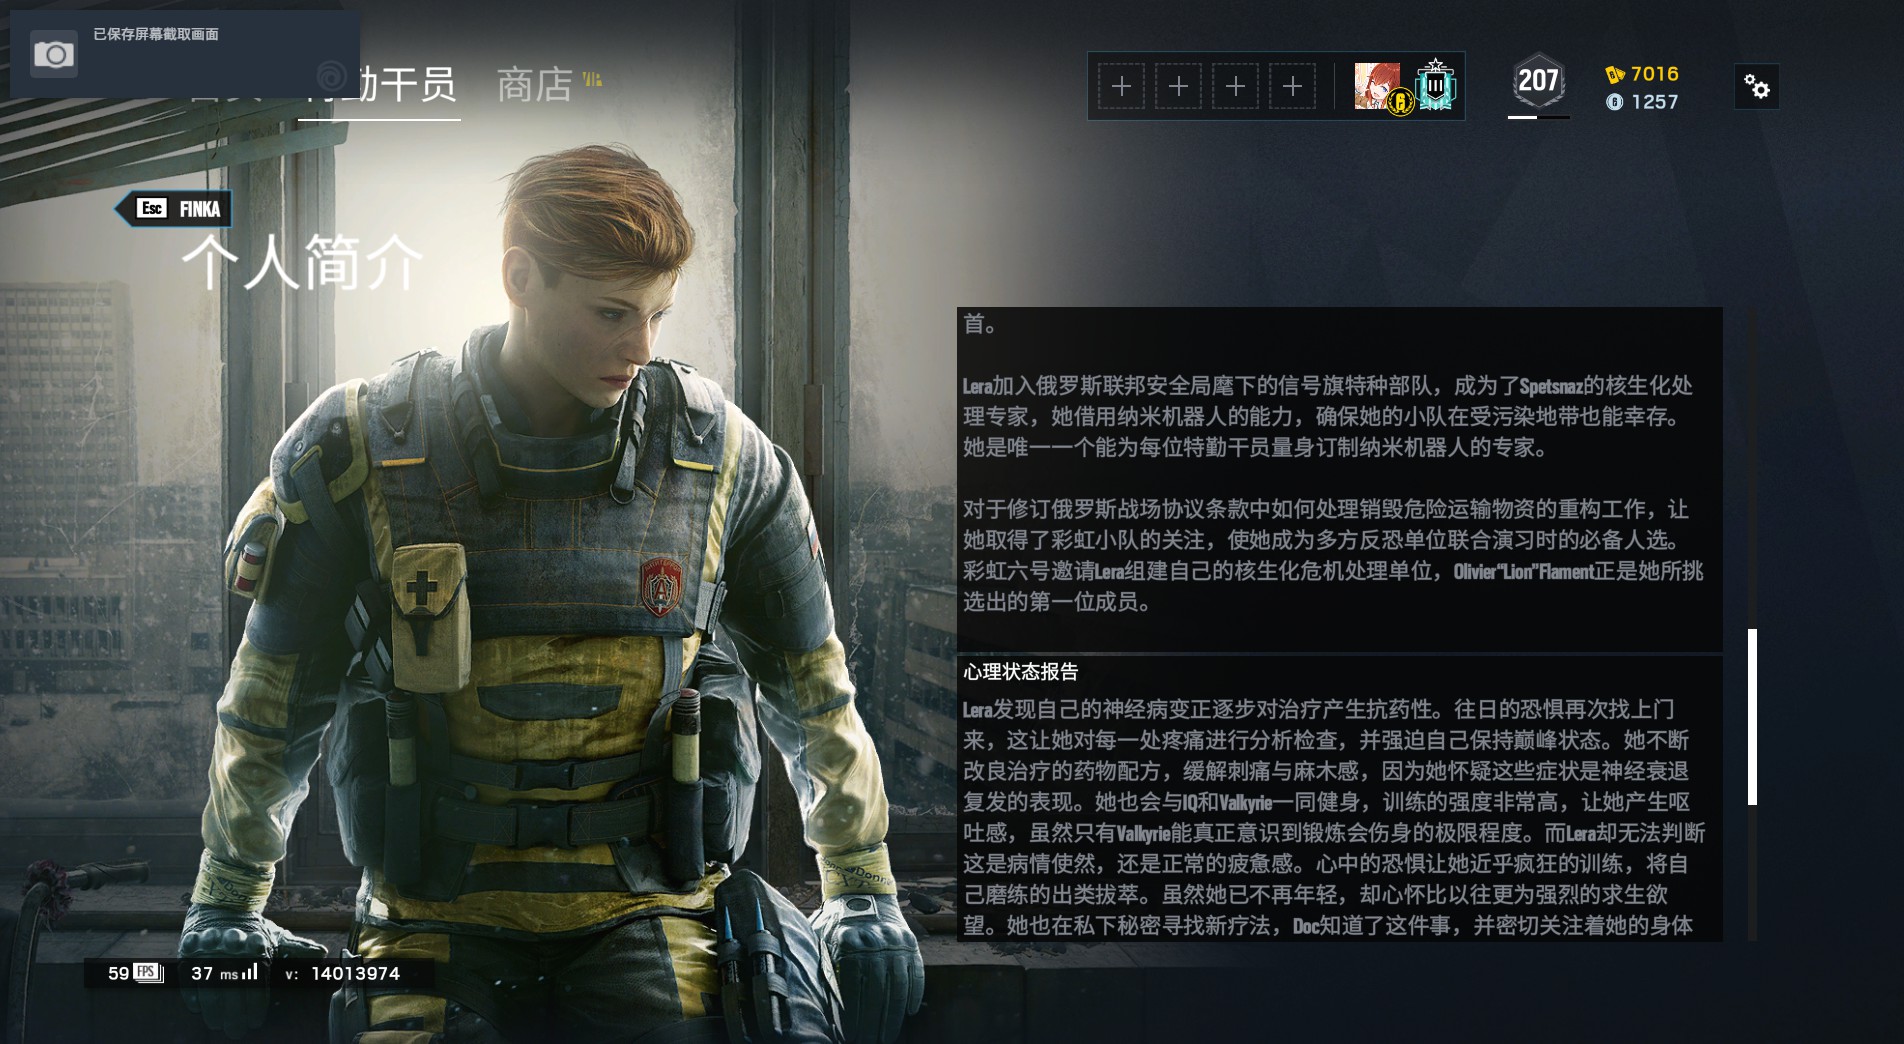 已保存屏幕截取画面
动干员
商店
207
7016
1257
Esc FINKA
个人简介
首。
Lera加入俄罗斯联邦安全局麾下的信号旗特种部队，成为了Spetsnaz的核生化处
理专家，她借用纳米机器人的能力，确保她的小队在受污染地带也能幸存。
她是唯一一个能为每位特勤干员量身订制纳米机器人的专家。
对于修订俄罗斯战场协议条款中如何处理销毁危险运输物资的重构工作，让
她取得了彩虹小队的关注，使她成为多方反恐单位联合演习时的必备人选。
彩虹六号邀请Lera组建自己的核生化危机处理单位，Olivier“Lion”Flament正是她所挑
选出的第一位成员。
心理状态报告
Lera发现自己的神经病变正逐步对治疗产生抗药性。往日的恐惧再次找上门
来，这让她对每一处疼痛进行分析检查，并强迫自己保持巅峰状态。她不断
改良治疗的药物配方，缓解刺痛与麻木感，因为她怀疑这些症状是神经衰退
复发的表现。她也会与IQ和Valkyrie一同健身，训练的强度非常高，让她产生呕
吐感，虽然只有Valkyrie能真正意识到锻炼会伤身的极限程度。而Lera却无法判断
这是病情使然，还是正常的疲惫感。心中的恐惧让她近乎疯狂的训练，将自
己磨练的出类拔萃。虽然她已不再年轻，却心怀比以往更为强烈的求生欲
望。她也在私下秘密寻找新疗法，Doc知道了这件事，并密切关注着她的身体
59 FPS 37 ms v: 14013974